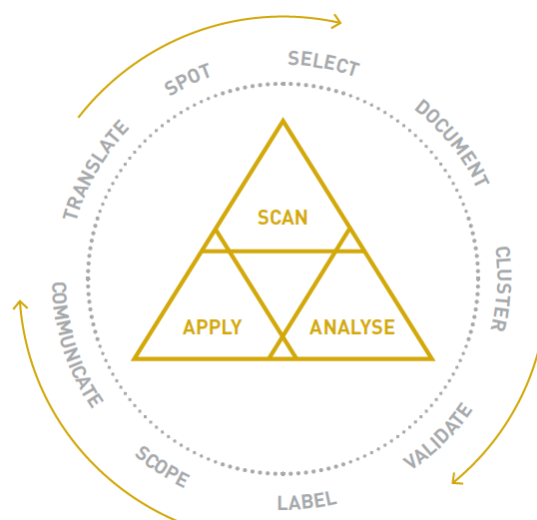 SPOT
SELECT
DOCUMENT
CLUSTER
VALIDATE
LABEL
SCOPE
COMMUNICATE
TRANSLATE
SCAN
APPLY
ANALYSE